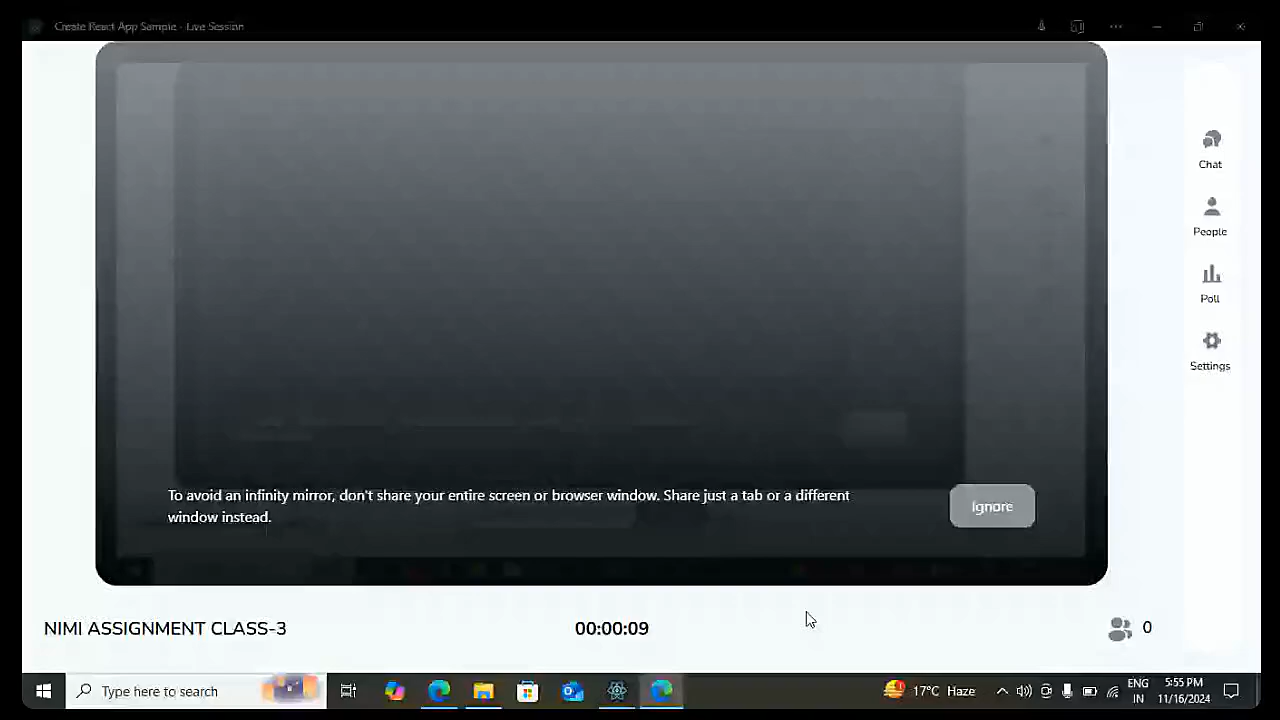 Create React App Sample - Live Session
Chat
People
Poll
Settings
To avoid an infinity mirror, don't share your entire screen or browser window. Share just a tab or a different
window instead.
Ignore
NIMI ASSIGNMENT CLASS-3
00:00:09
0
Type here to search
17°C Haze
ENG
IN
5:55 PM
11/16/2024